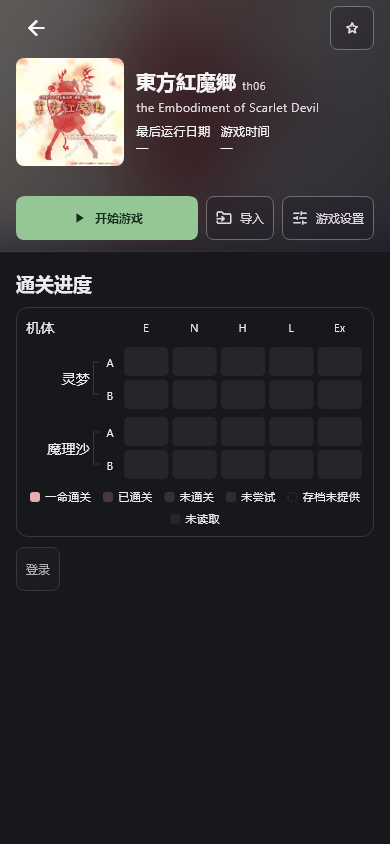 東方紅魔郷 th06
the Embodiment of Scarlet Devil
最后运行日期 游戏时间
— —
开始游戏 导入 游戏设置
通关进度
机体 E N H L Ex
灵梦 A
B
魔理沙 A
B
一命通关 已通关 未通关 未尝试 存档未提供
未读取
登录